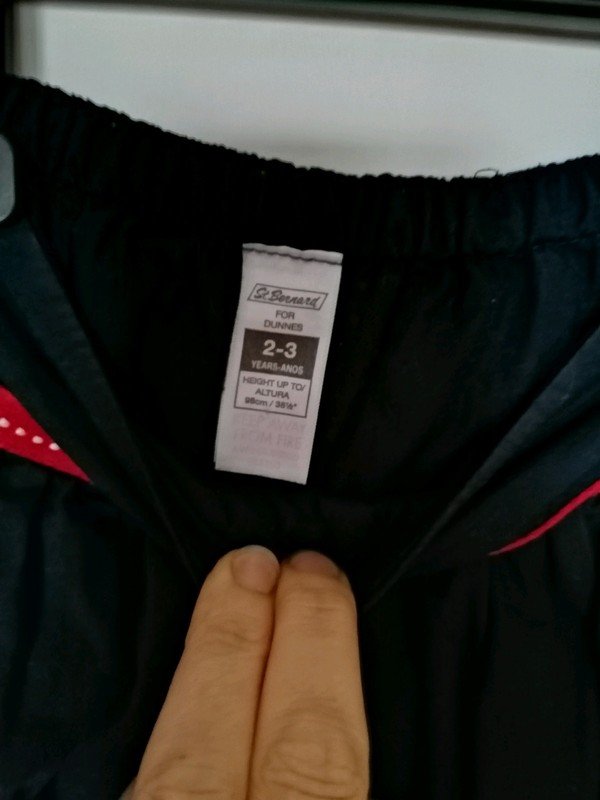 St. Bernard
FOR
DUNNES
2-3
YEARS-ANOS
HEIGHT UP TO/
ALTURA
98cm / 38½"
KEEP AWAY
FROM FIRE